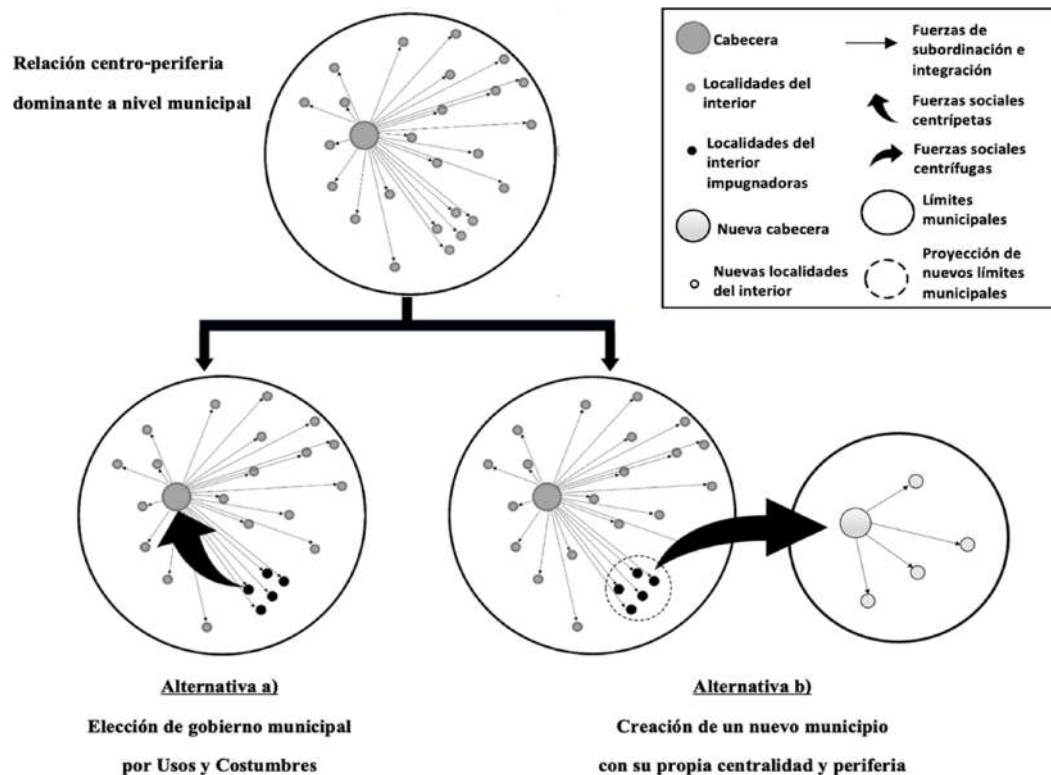 Relación centro-periferia
dominante a nivel municipal
Cabecera
Localidades del
interior
Localidades del
interior
impugnadoras
Nueva cabecera
Nuevas localidades
del interior
Fuerzas de
subordinación e
integración
Fuerzas sociales
centrípetas
Fuerzas sociales
centrífugas
Límites
municipales
Proyección de
nuevos límites
municipales
Alternativa a)
Elección de gobierno municipal
por Usos y Costumbres
Alternativa b)
Creación de un nuevo municipio
con su propia centralidad y periferia